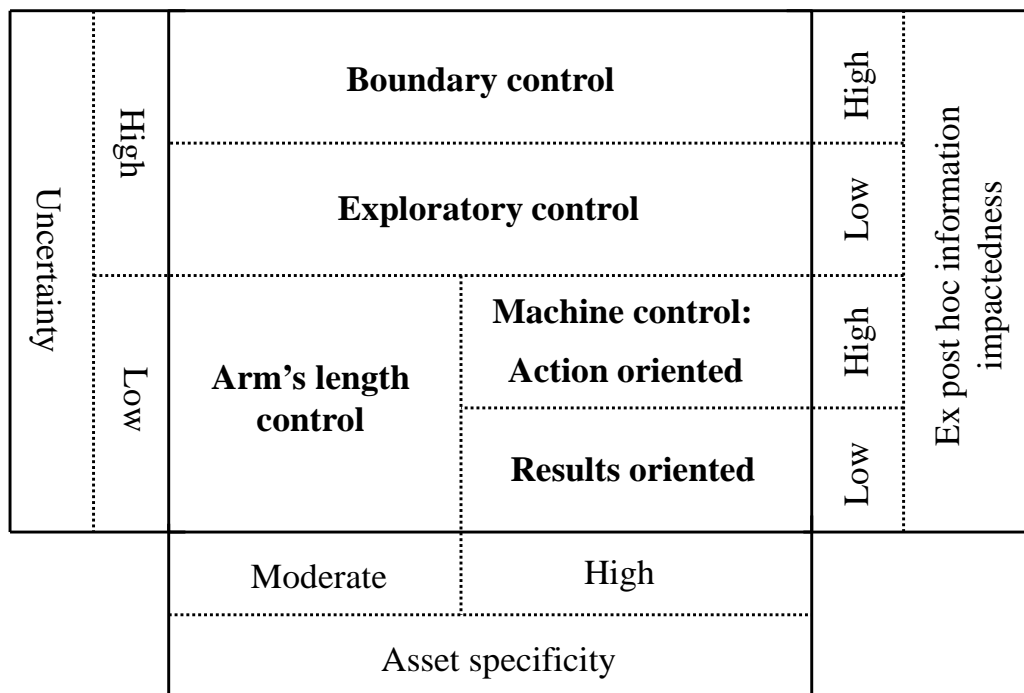 Uncertainty
High
Low
Boundary control
Exploratory control
Arm’s length
control
Machine control:
Action oriented
Results oriented
High
Low
High
Low
Ex post hoc information
impactedness
Moderate
High
Asset specificity